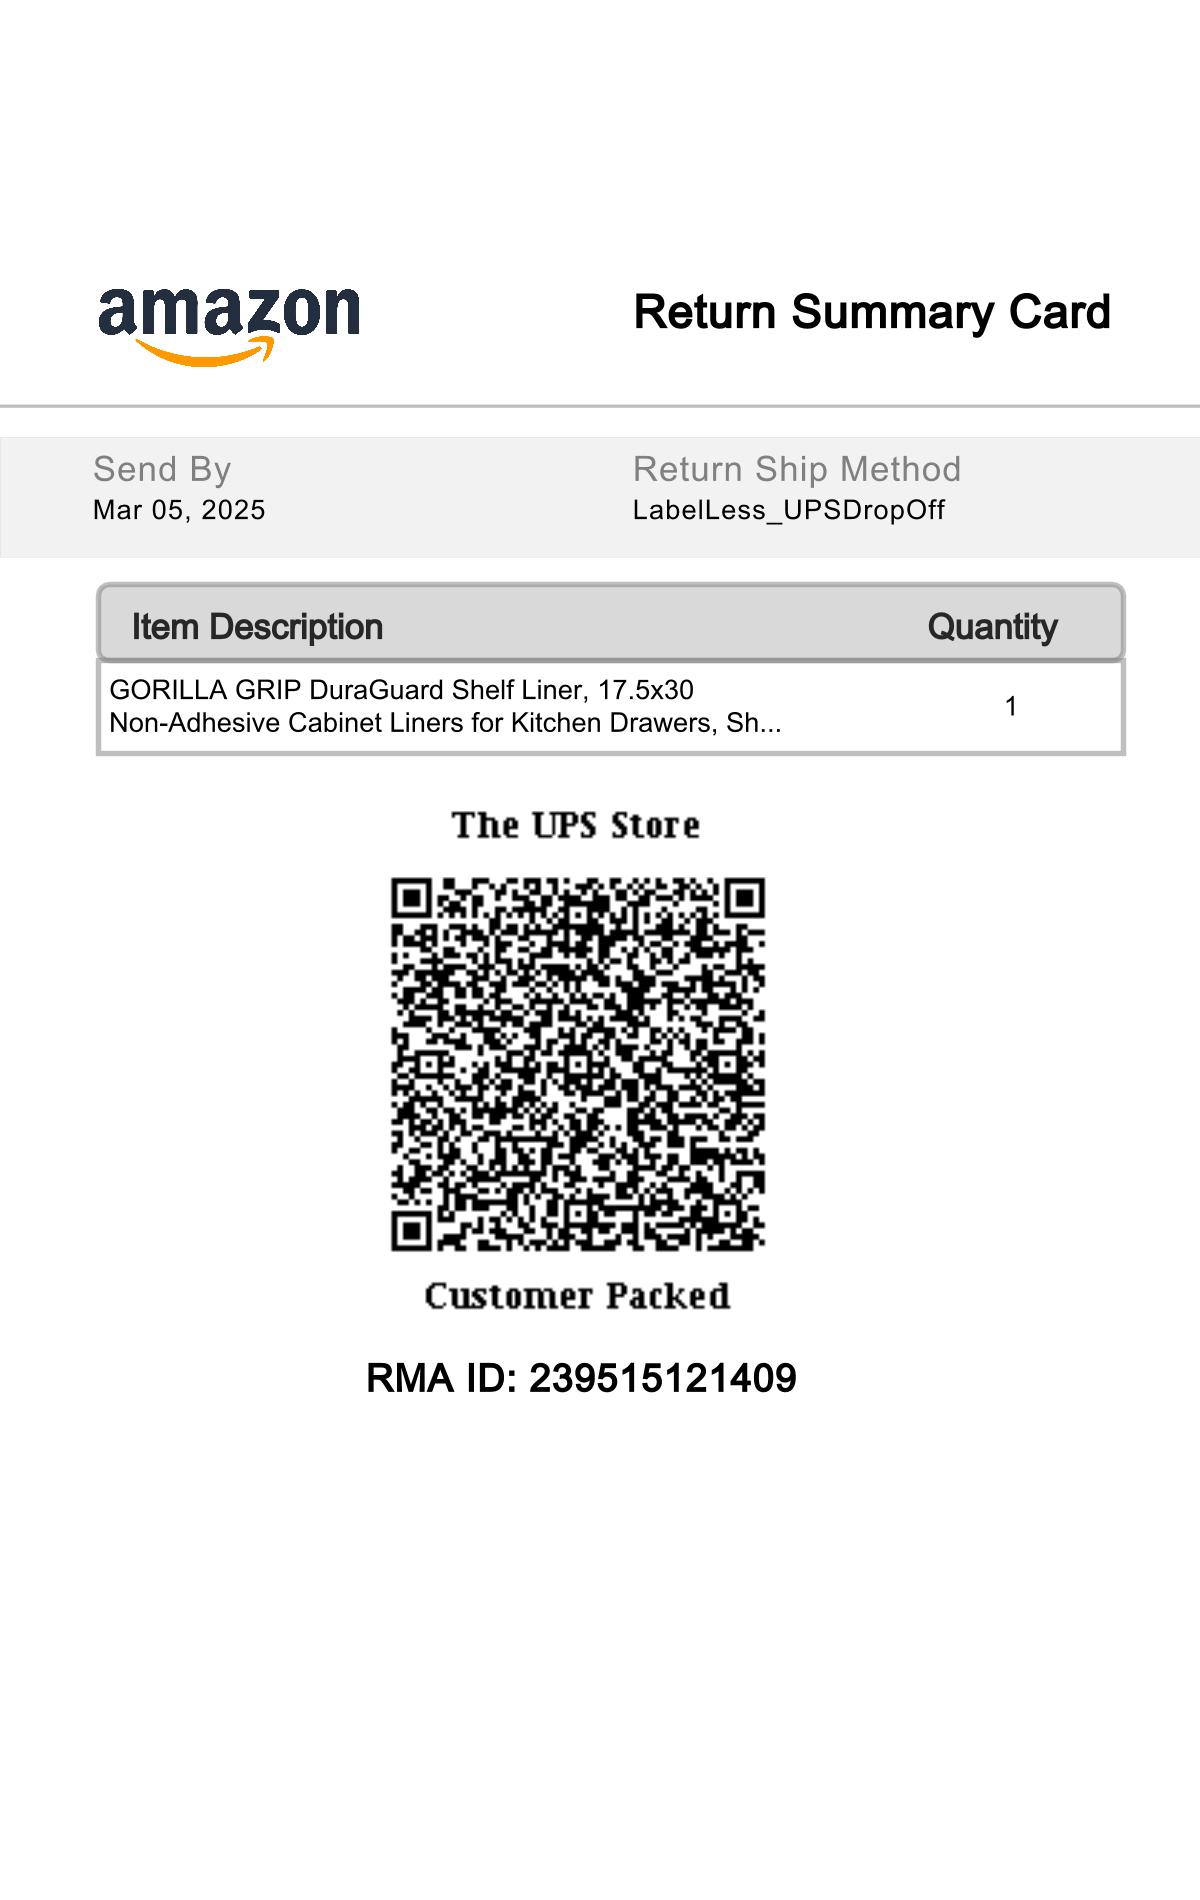 amazon
Return Summary Card
Send By
Return Ship Method
Mar 05, 2025
LabelLess_UPSDropOff
Item Description
Quantity
GORILLA GRIP DuraGuard Shelf Liner, 17.5x30
Non-Adhesive Cabinet Liners for Kitchen Drawers, Sh...
1
The UPS Store
Customer Packed
RMA ID: 239515121409